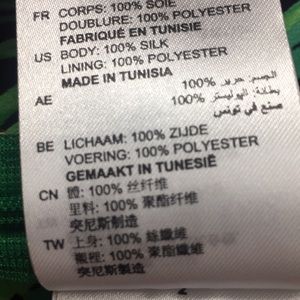 FR CORPS: 100% SOIE
DOUBLURE: 100% POLYESTER
FABRIQUÉ EN TUNISIE
US BODY: 100% SILK
LINING: 100% POLYESTER
MADE IN TUNISIA
AE الجسم: حرير 100%
بطانة: البوليستر 100%
صنع في تونس
BE LICHAAM: 100% ZIJDE
VOERING: 100% POLYESTER
GEMAAKT IN TUNESIË
CN 體: 100% 丝纤维
里料: 100% 聚酯纤维
突尼斯制造
TW 上身: 100% 絲纖维
襯裡: 100% 聚酯纖维
突尼斯製造